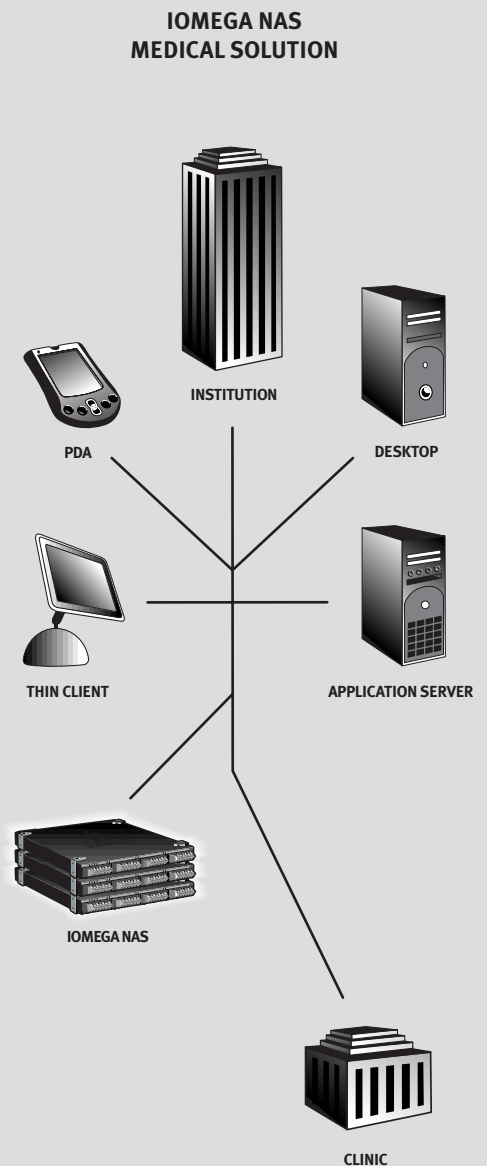 IOMEGA NAS
MEDICAL SOLUTION
INSTITUTION
PDA
DESKTOP
THIN CLIENT
APPLICATION SERVER
IOMEGA NAS
CLINIC